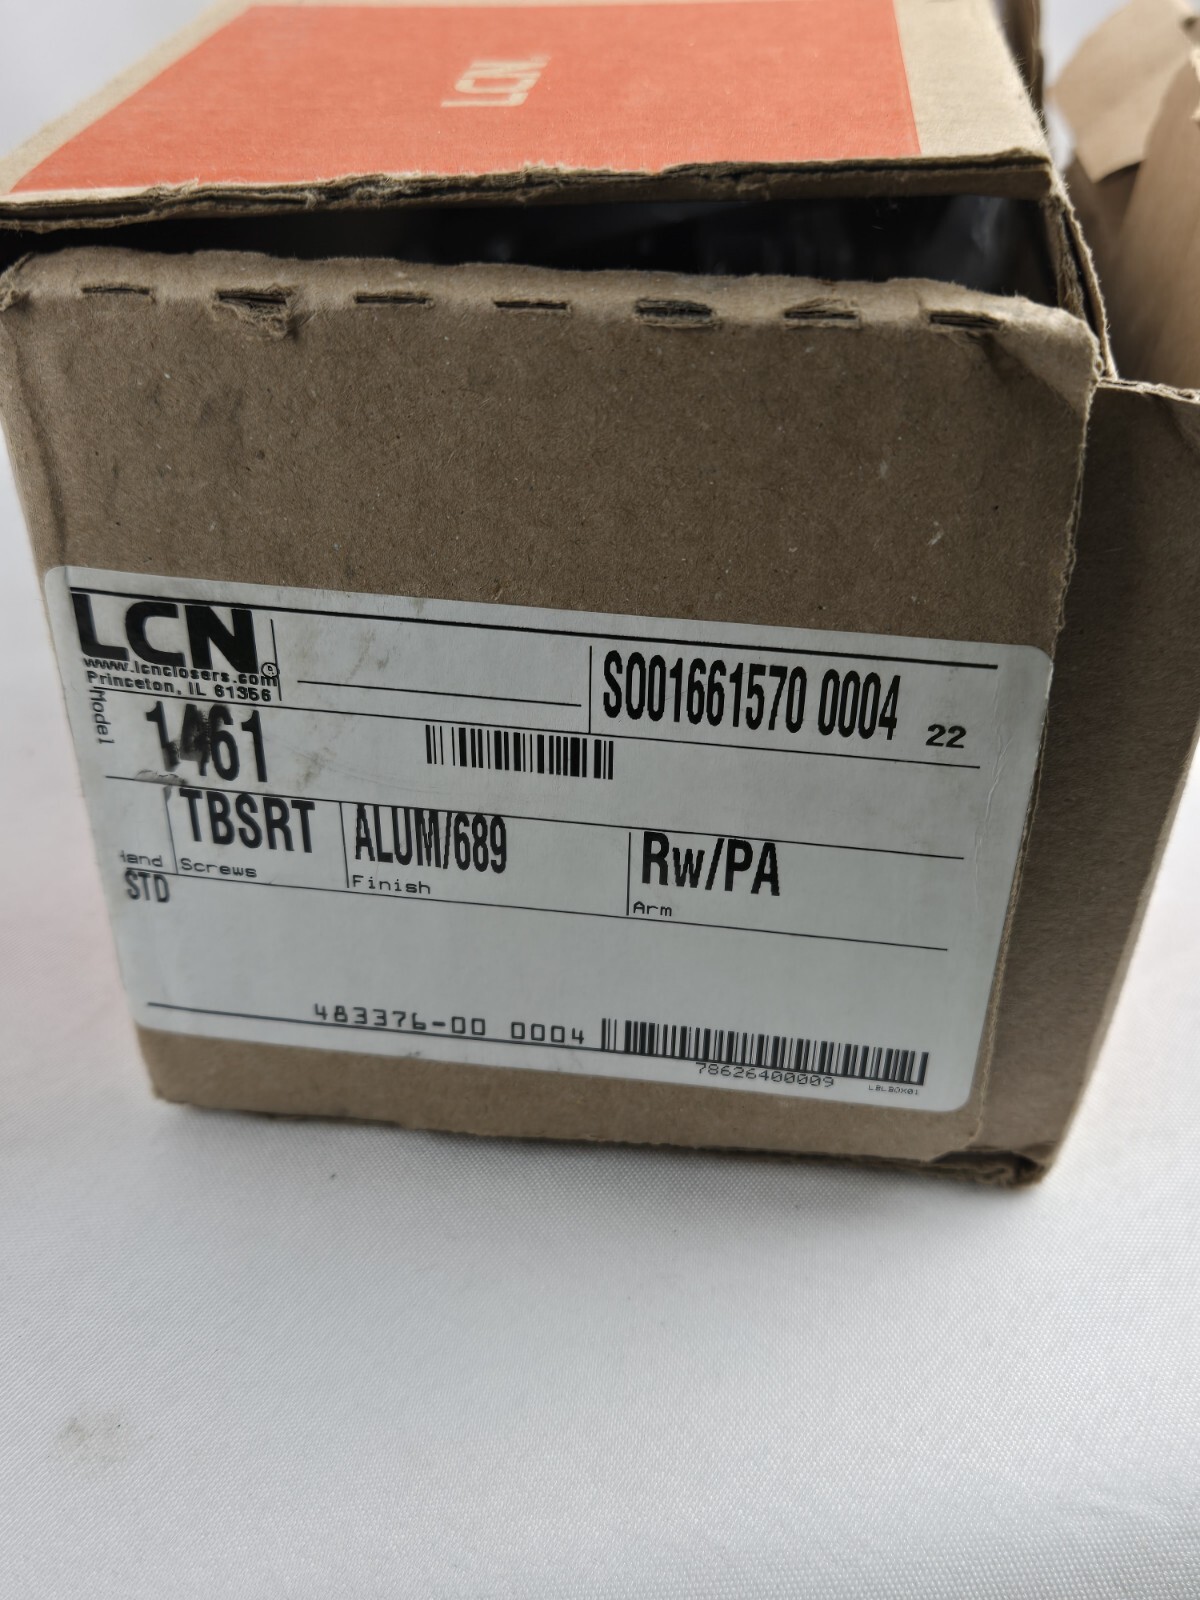 LCN.
LCN®
www.lcnclosers.com
Princeton, IL 61356
S001661570 0004 22
Model
1461
TBSRT ALUM/689 Rw/PA
Hand Screws Finish Arm
STD
483376-00 0004
78626400009
LBLBOX01